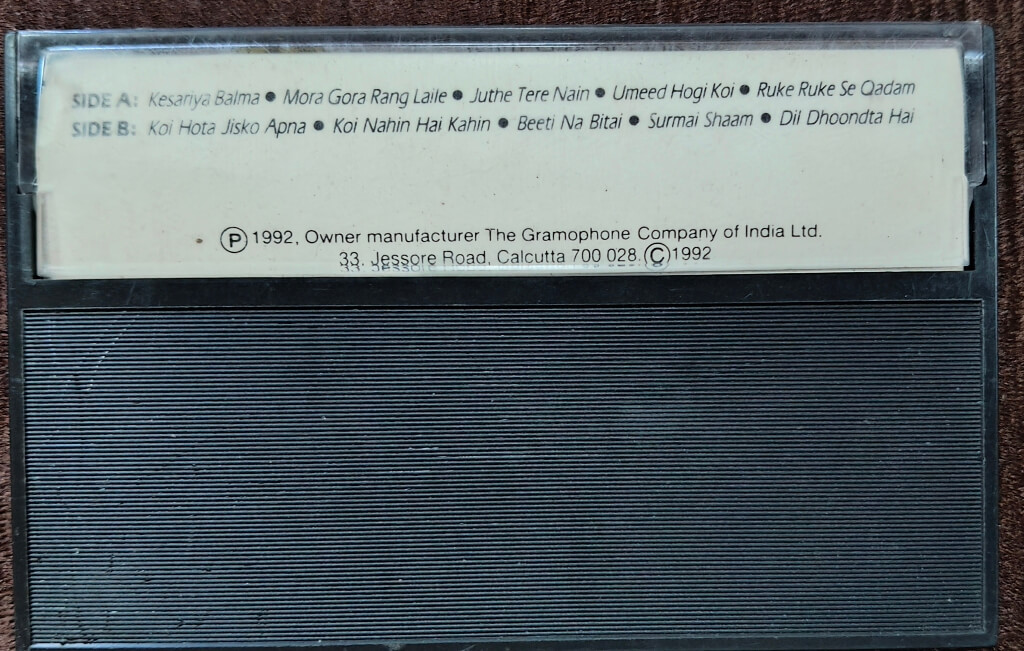 SIDE A: Kesariya Balma ● Mora Gora Rang Laile ● Juthe Tere Nain ● Umeed Hogi Koi ● Ruke Ruke Se Qadam
SIDE B: Koi Hota Jisko Apna ● Koi Nahin Hai Kahin ● Beeti Na Bitai ● Surmai Shaam ● Dil Dhoondta Hai
Ⓟ 1992, Owner manufacturer The Gramophone Company of India Ltd.
33, Jessore Road, Calcutta 700 028. Ⓒ 1992